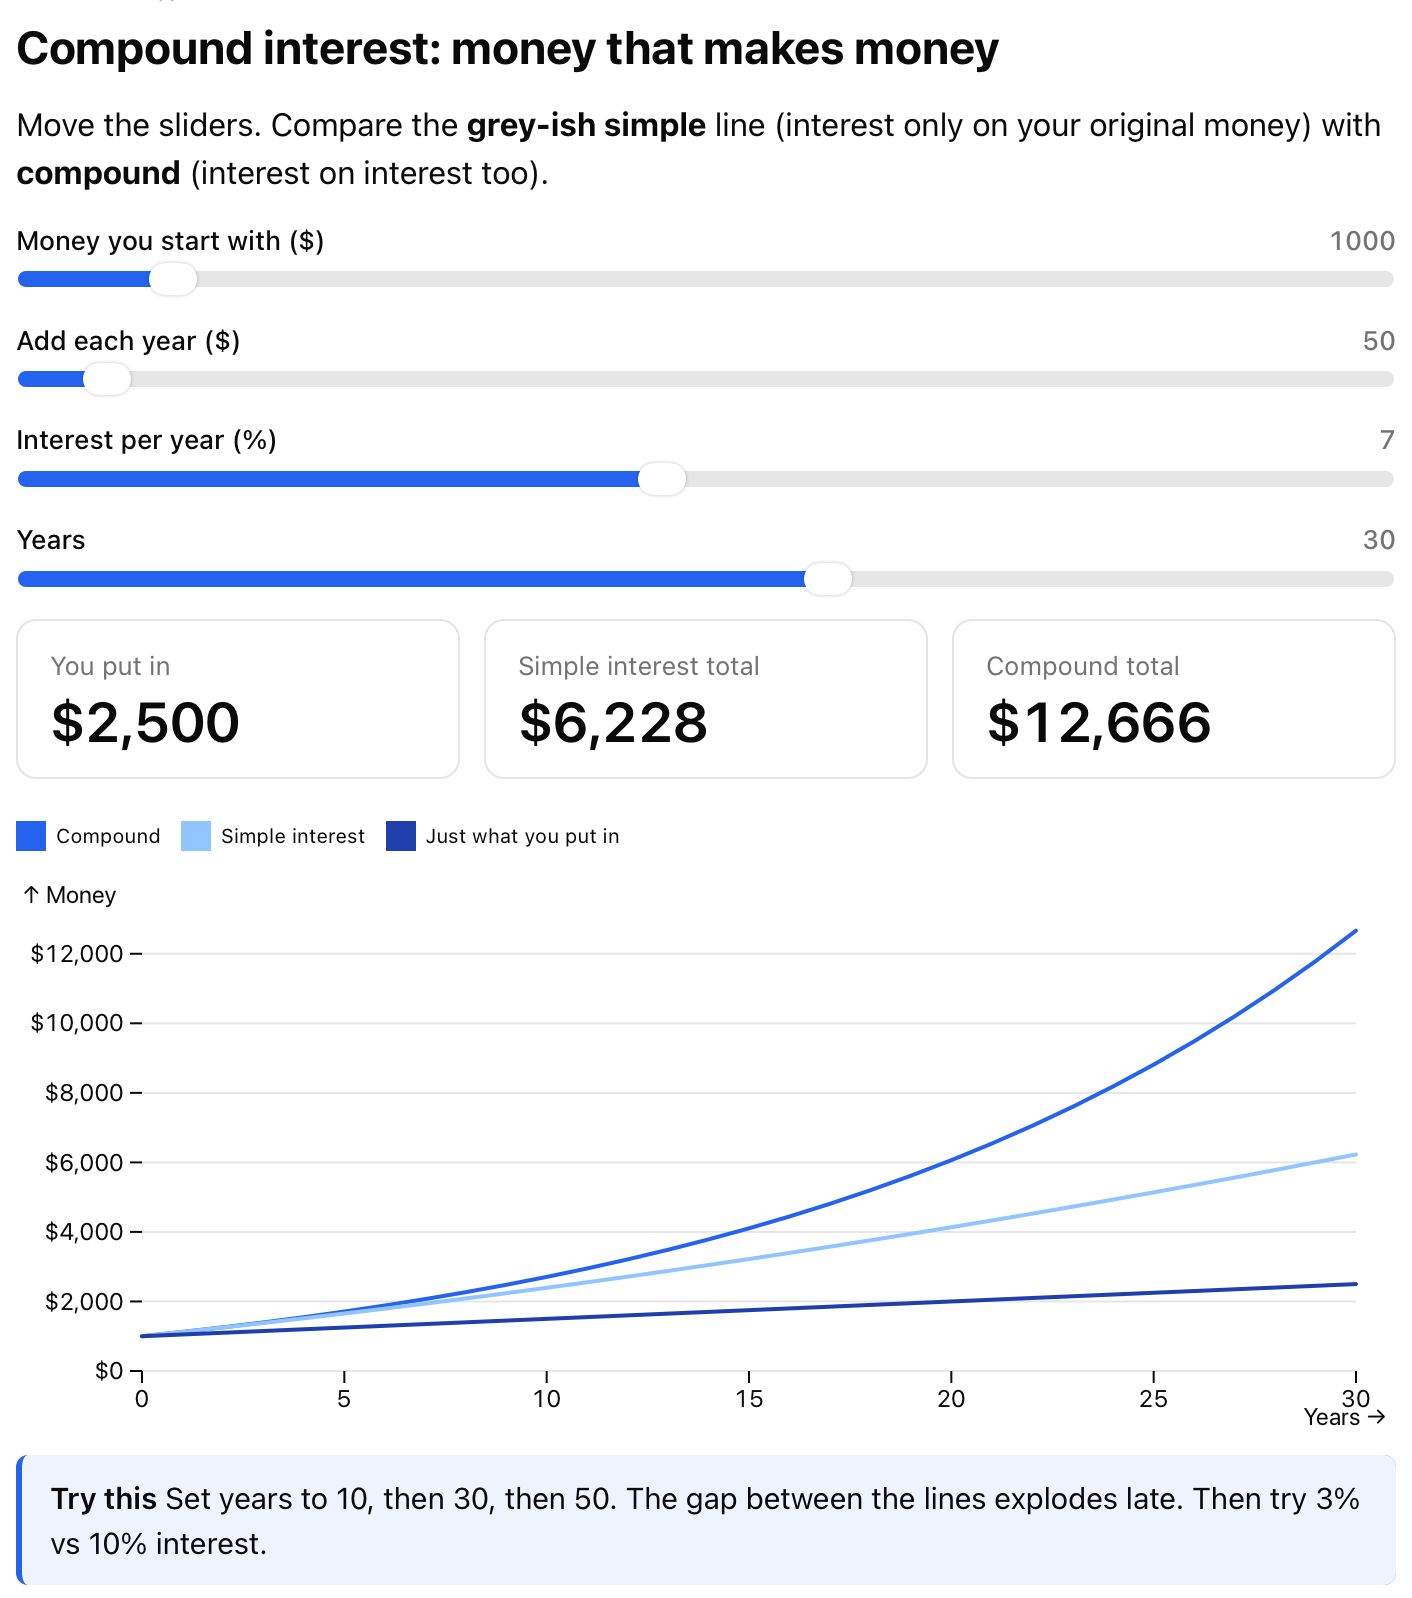 Compound interest: money that makes money
Move the sliders. Compare the grey-ish simple line (interest only on your original money) with
compound (interest on interest too).
Money you start with ($) 1000
Add each year ($) 50
Interest per year (%) 7
Years 30
You put in
$2,500
Simple interest total
$6,228
Compound total
$12,666
Compound Simple interest Just what you put in
↑ Money
$12,000
$10,000
$8,000
$6,000
$4,000
$2,000
$0
0 5 10 15 20 25 30
Years →
Try this Set years to 10, then 30, then 50. The gap between the lines explodes late. Then try 3%
vs 10% interest.